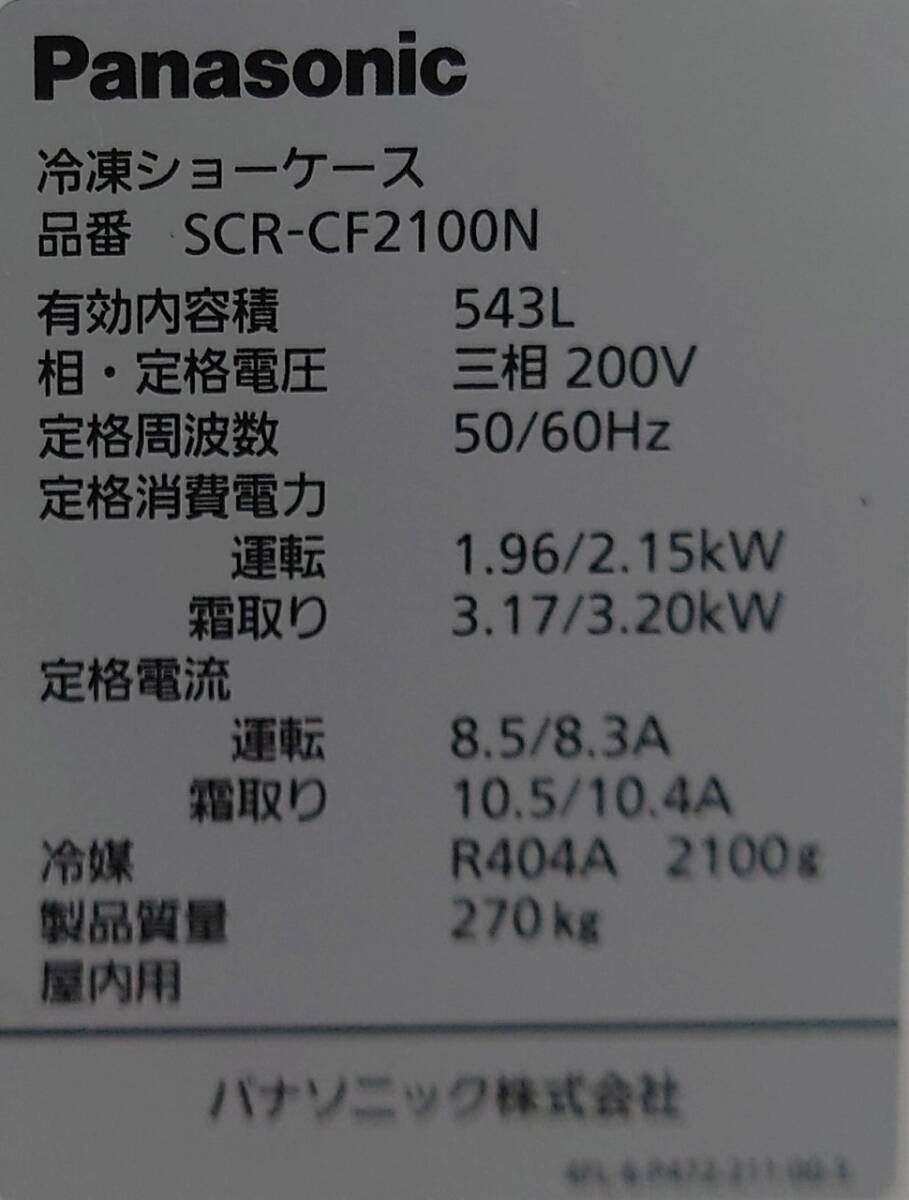 Panasonic
冷凍ショーケース
品番 SCR-CF2100N
有効内容積 543L
相・定格電圧 三相 200V
定格周波数 50/60Hz
定格消費電力
運転 1.96/2.15kW
霜取り 3.17/3.20kW
定格電流
運転 8.5/8.3A
霜取り 10.5/10.4A
冷媒 R404A 2100g
製品質量 270kg
屋内用
パナソニック株式会社